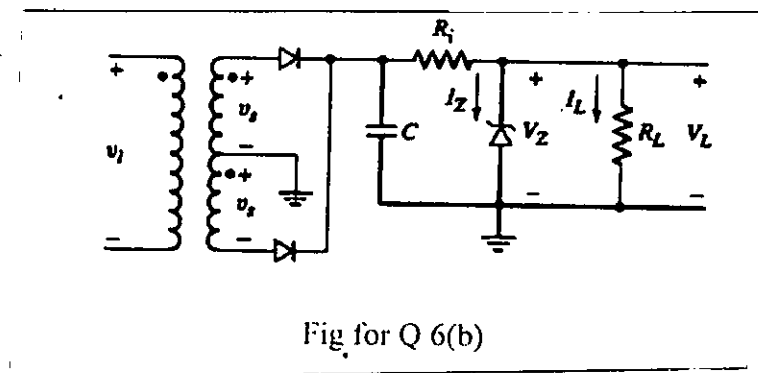 R_i
+ + + +
v_s I_Z I_L
v_i − C V_Z R_L V_L
+
v_s
− − − −
Fig for Q 6(b)